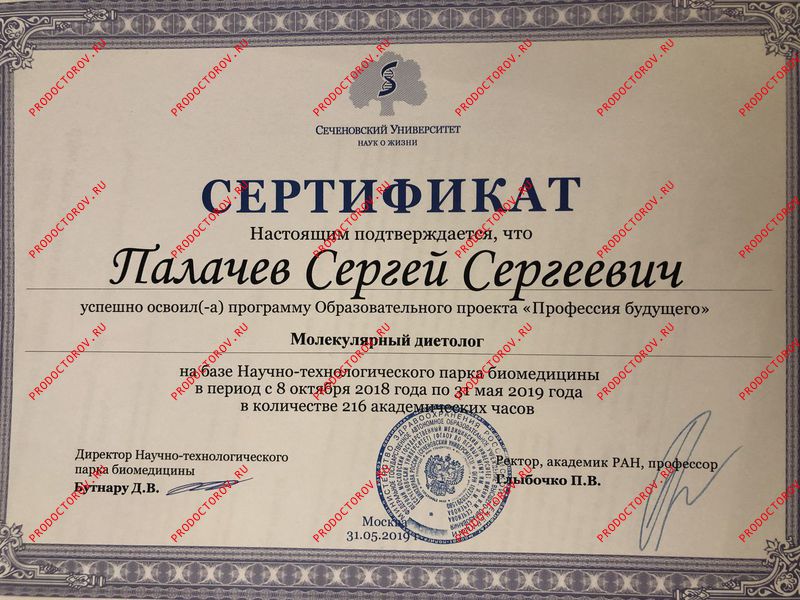 СЕЧЕНОВСКИЙ УНИВЕРСИТЕТ
НАУК О ЖИЗНИ
СЕРТИФИКАТ
Настоящим подтверждается, что
Палачев Сергей Сергеевич
успешно освоил(-а) программу Образовательного проекта «Профессия будущего»
Молекулярный диетолог
на базе Научно-технологического парка биомедицины
в период с 8 октября 2018 года по 31 мая 2019 года
в количестве 216 академических часов
Директор Научно-технологического
парка биомедицины
Бутнару Д.В.
Ректор, академик РАН, профессор
Глыбочко П.В.
Москва
31.05.2019 г.
PRODOCTOROV.RU